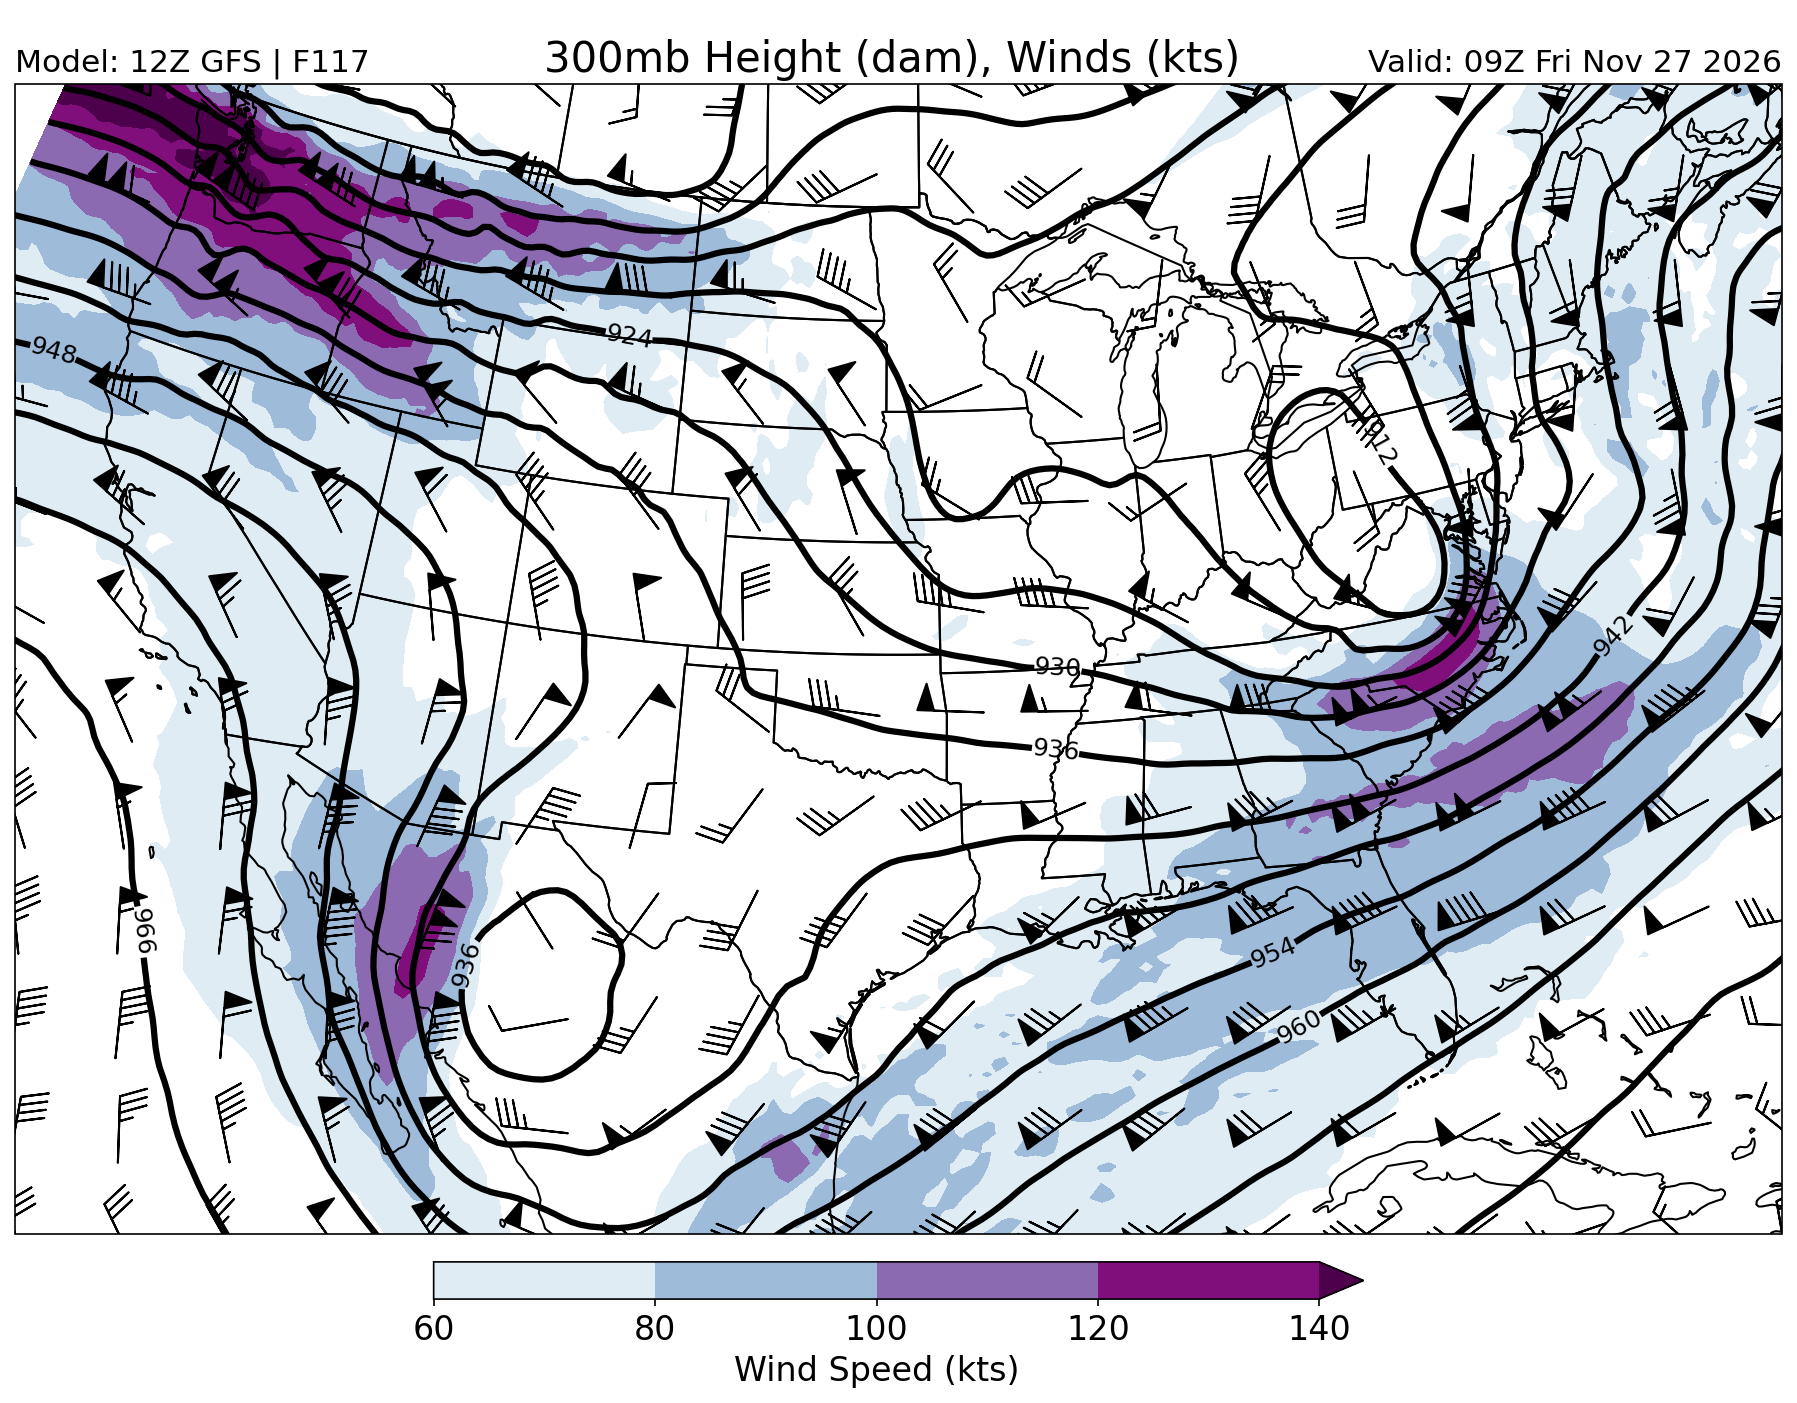 Model: 12Z GFS | F117
300mb Height (dam), Winds (kts)
Valid: 09Z Fri Nov 27 2026
924
948
912
942
930
936
966
936
954
960
60 80 100 120 140
Wind Speed (kts)